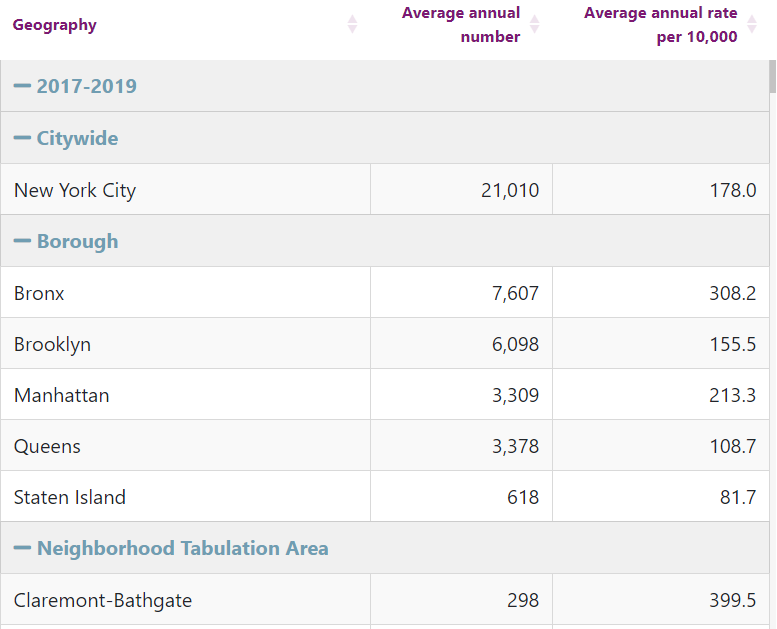 Geography Average annual number Average annual rate per 10,000
2017-2019
Citywide
New York City 21,010 178.0
Borough
Bronx 7,607 308.2
Brooklyn 6,098 155.5
Manhattan 3,309 213.3
Queens 3,378 108.7
Staten Island 618 81.7
Neighborhood Tabulation Area
Claremont-Bathgate 298 399.5